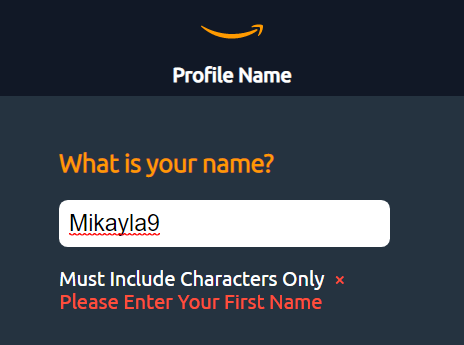 Profile Name
What is your name?
Mikayla9
Must Include Characters Only ×
Please Enter Your First Name